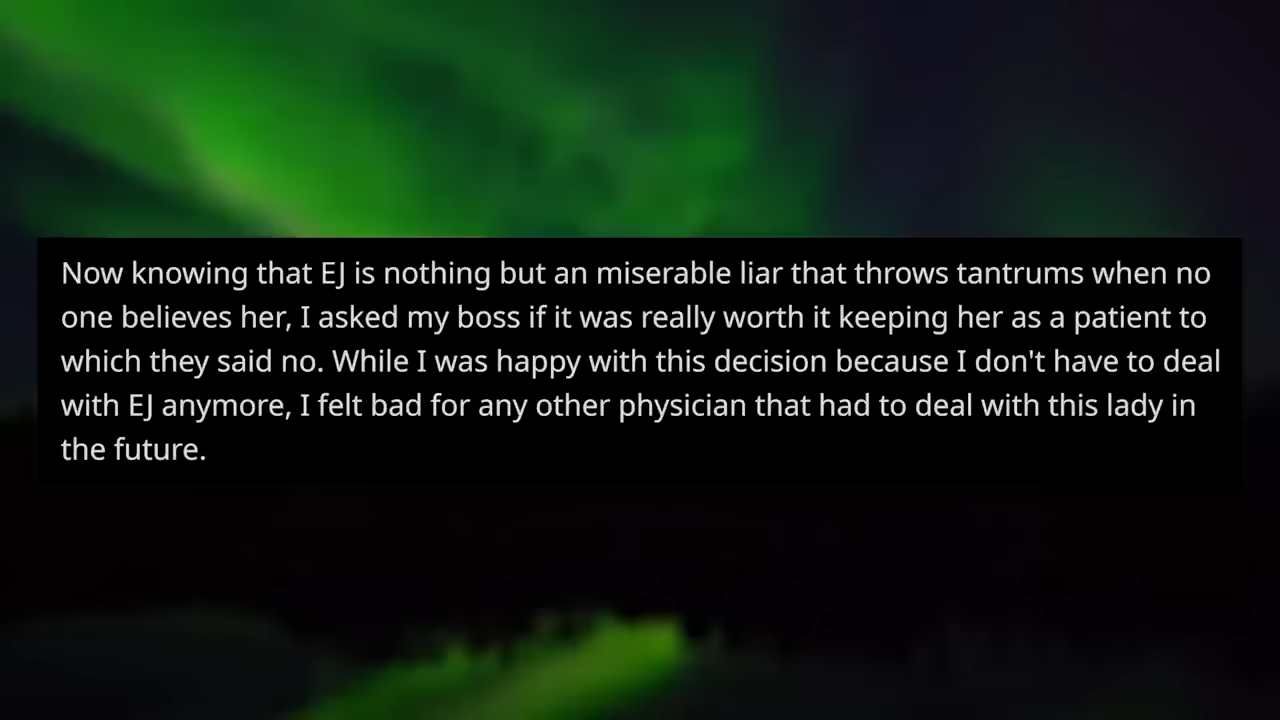 Now knowing that EJ is nothing but an miserable liar that throws tantrums when no
one believes her, I asked my boss if it was really worth it keeping her as a patient to
which they said no. While I was happy with this decision because I don't have to deal
with EJ anymore, I felt bad for any other physician that had to deal with this lady in
the future.